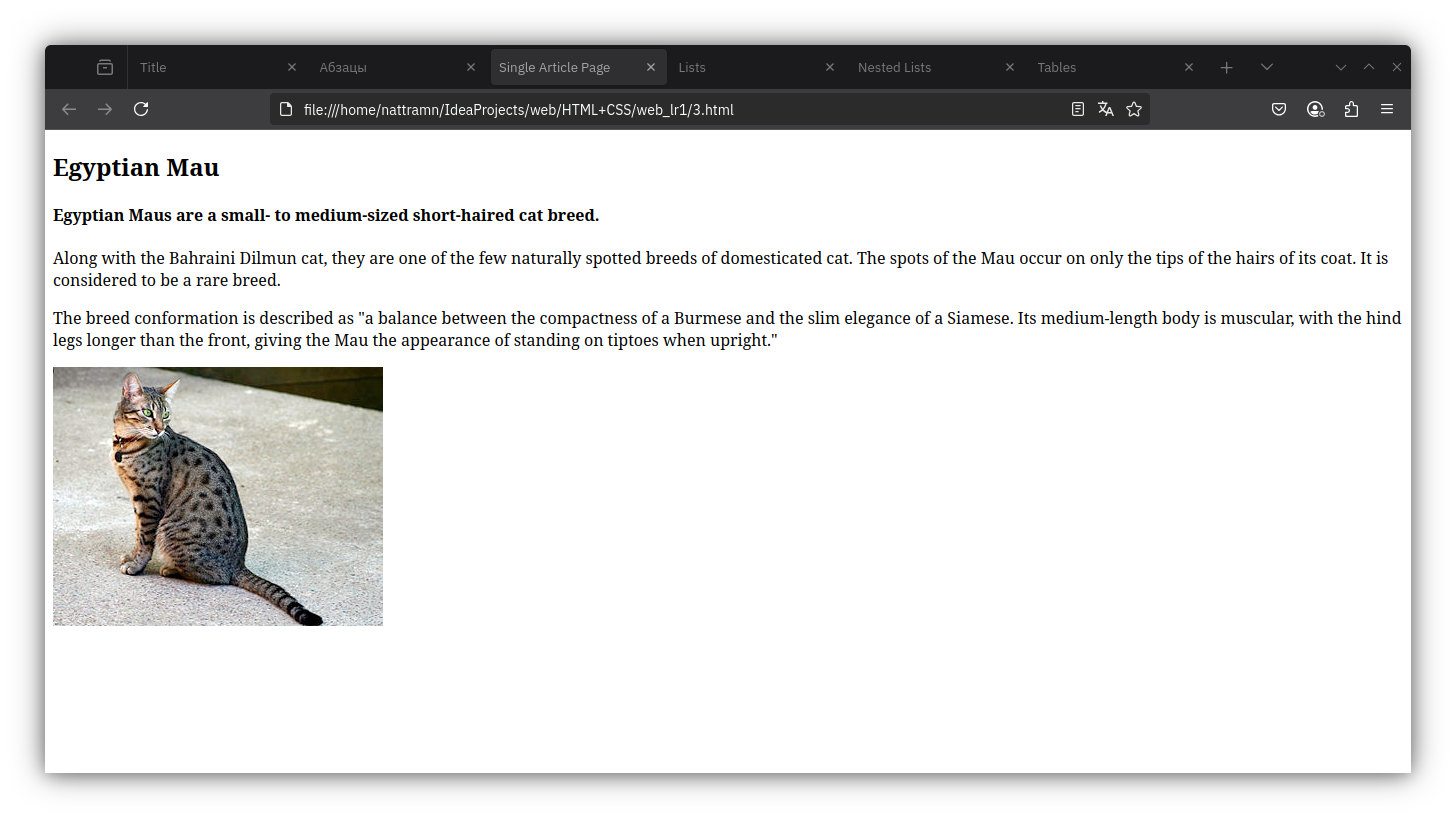 Title
Абзацы
Single Article Page
Lists
Nested Lists
Tables
file:///home/nattramn/IdeaProjects/web/HTML+CSS/web_lr1/3.html
Egyptian Mau
Egyptian Maus are a small- to medium-sized short-haired cat breed.
Along with the Bahraini Dilmun cat, they are one of the few naturally spotted breeds of domesticated cat. The spots of the Mau occur on only the tips of the hairs of its coat. It is
considered to be a rare breed.
The breed conformation is described as "a balance between the compactness of a Burmese and the slim elegance of a Siamese. Its medium-length body is muscular, with the hind
legs longer than the front, giving the Mau the appearance of standing on tiptoes when upright."